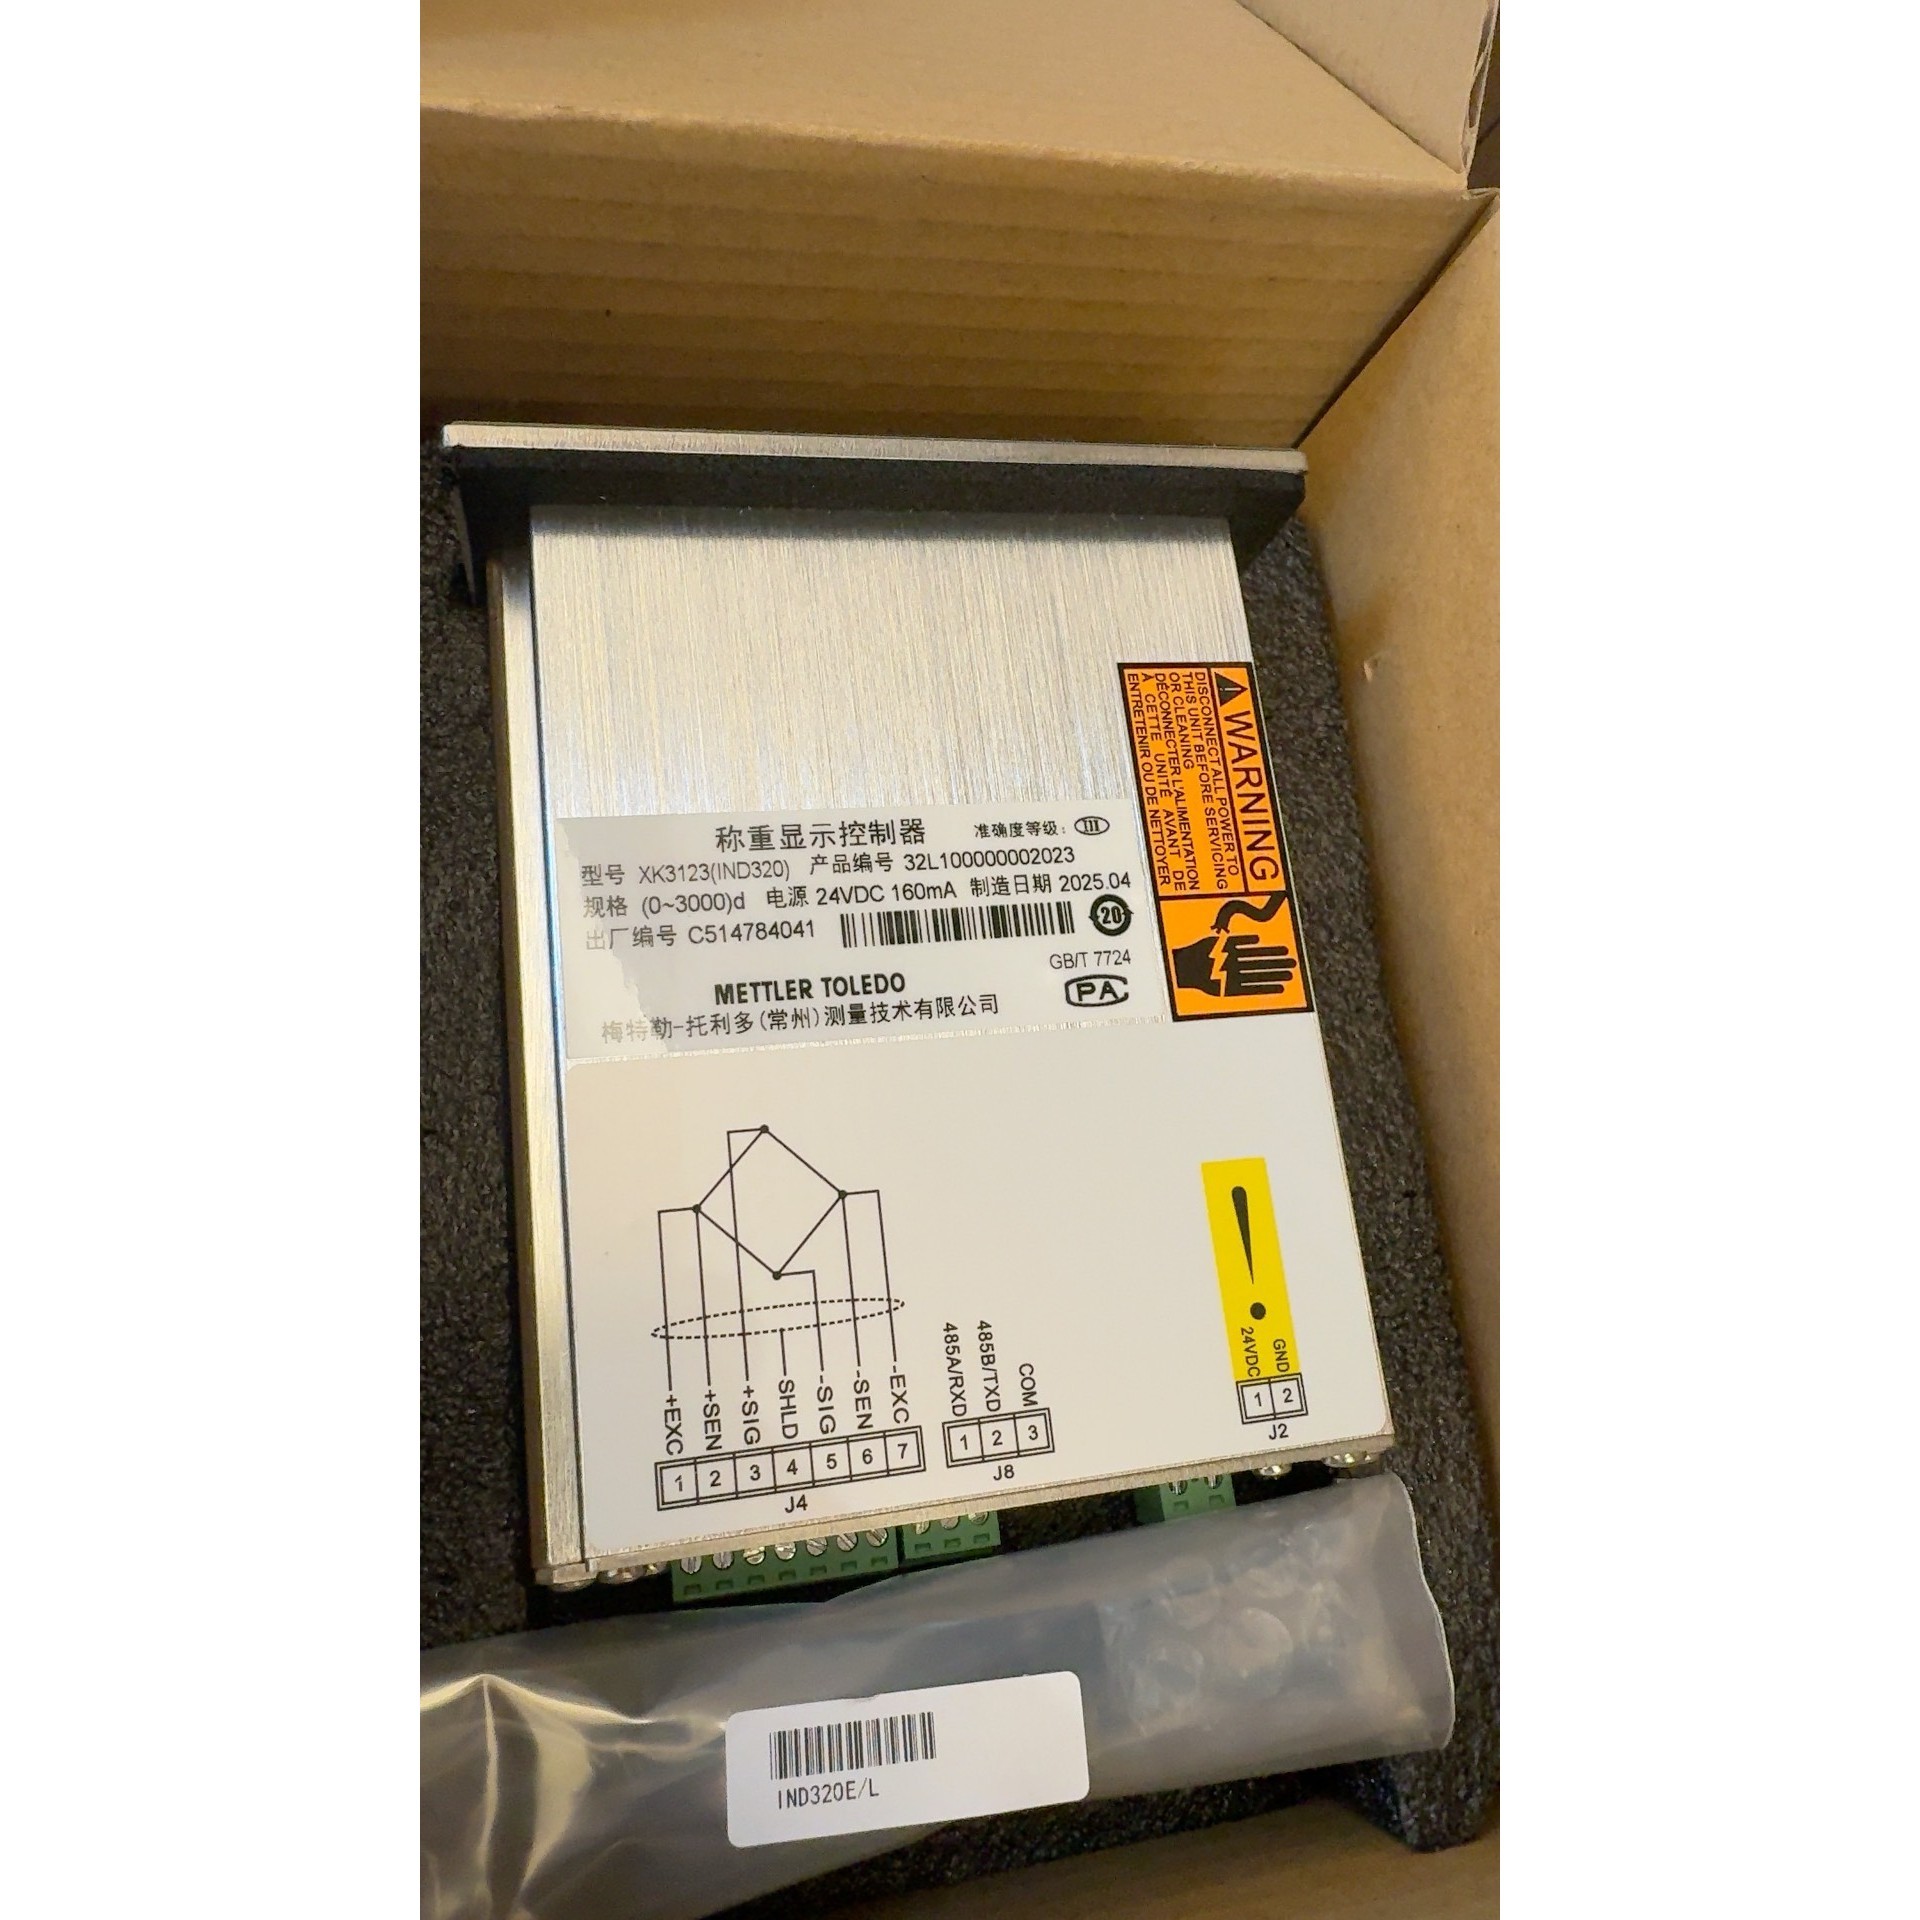 ⚠WARNING
DISCONNECT ALL POWER TO
THIS UNIT BEFORE SERVICING
OR CLEANING
DÉCONNECTER L'ALIMENTATION
À CETTE UNITÉ AVANT DE
ENTRETENIR OU DE NETTOYER
称重显示控制器 准确度等级: III
型号 XK3123(IND320) 产品编号 32L100000002023
规格 (0~3000)d 电源 24VDC 160mA 制造日期 2025.04
出厂编号 C514784041 20
GB/T 7724
METTLER TOLEDO CPA
梅特勒-托利多(常州)测量技术有限公司
+EXC +SEN +SIG SHLD -SIG -SEN -EXC
1 2 3 4 5 6 7
J4
485A/RXD 485B/TXD COM
1 2 3
J8
24VDC GND
1 2
J2
IND320E/L